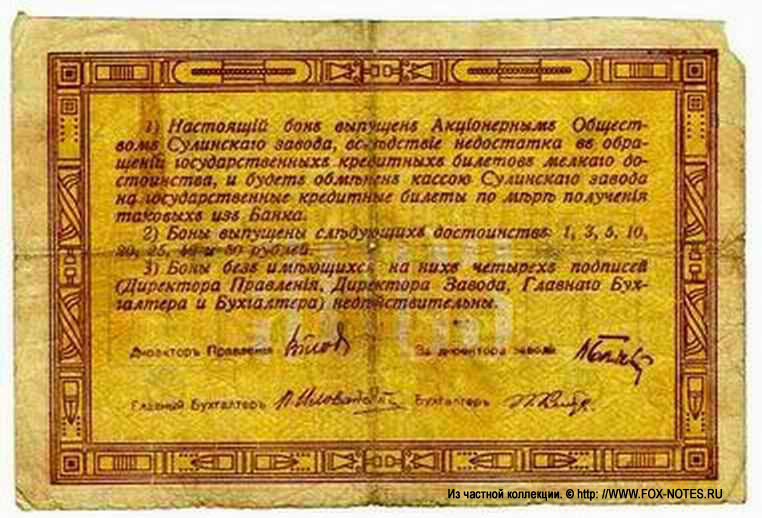 1) Настоящій бонъ выпущенъ Акціонернымъ Общест-
вомъ Сулинскаго завода, вслѣдствіе недостатка въ обра-
щеніи государственныхъ кредитныхъ билетовъ мелкаго до-
стоинства, и будетъ обмѣненъ кассою Сулинскаго завода
на государственные кредитные билеты по мѣрѣ полученія
таковыхъ изъ Банка.
2) Боны выпущены слѣдующихъ достоинствъ: 1, 3, 5, 10,
20, 25, 40 и 50 рублей.
3) Боны безъ имѣющихся на нихъ четырехъ подписей
(Директора Правленія, Директора Завода, Главнаго Бух-
галтера и Бухгалтера) недѣйствительны.
Директоръ Правленія За директора завода
Главный Бухгалтеръ Бухгалтеръ
Из частной коллекции. © http: //WWW.FOX-NOTES.РУ